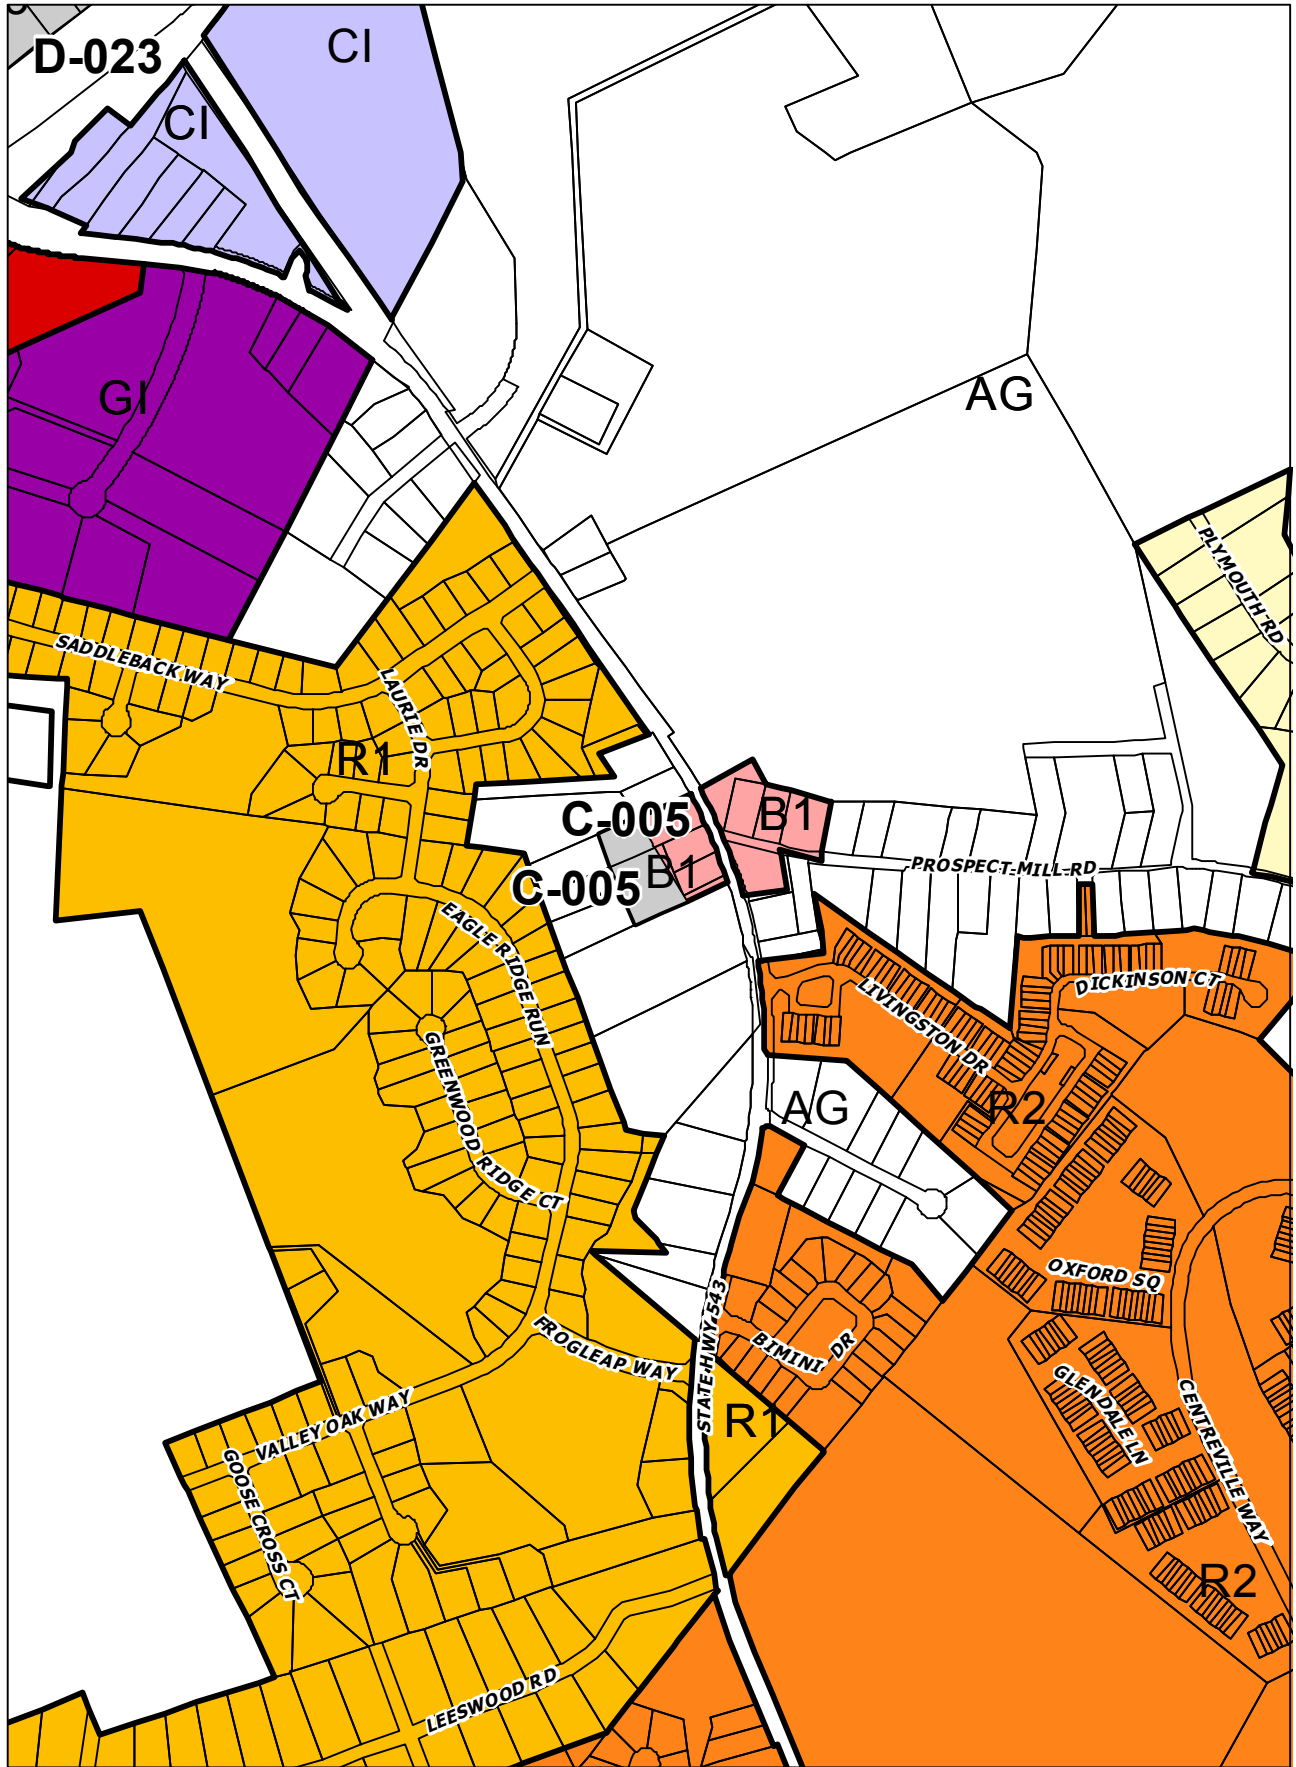 CI
D-023
CI
AG
GI
PLYMOUTH RD
SADDLEBACK WAY
LAURIE DR
R1
C-005
B1
B1
C-005
PROSPECT MILL RD
EAGLE RIDGE RUN
LIVINGSTON DR
DICKINSON CT
GREENWOOD RIDGE CT
AG
R2
OXFORD SQ
STATE HWY 543
FROGLEAP WAY
BIMINI DR
GLENDALE LN
CENTREVILLE WAY
VALLEY OAK WAY
R1
GOOSE CROSS CT
R2
LEESWOOD RD